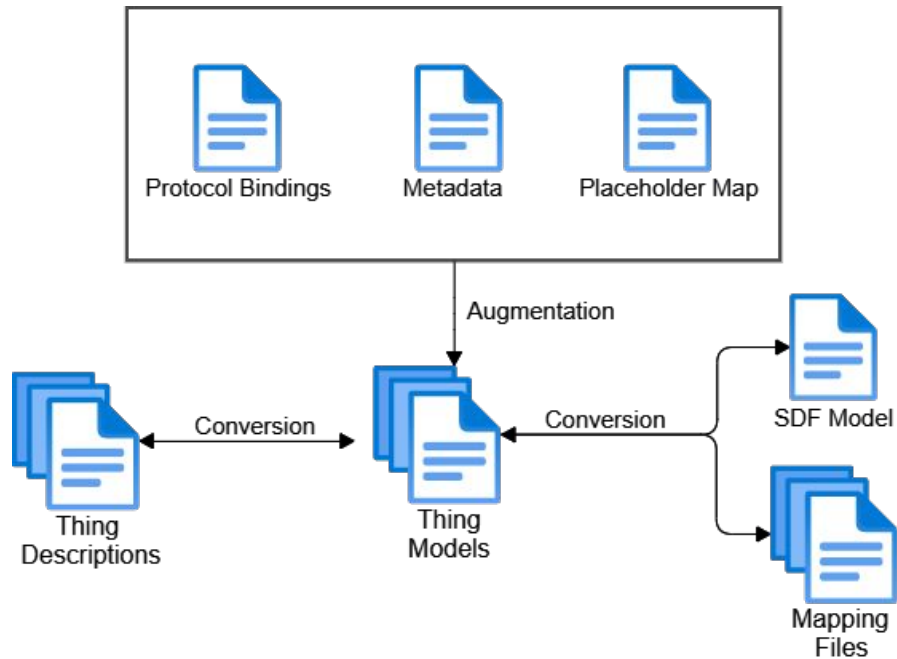 Protocol Bindings
Metadata
Placeholder Map
Augmentation
Conversion
Conversion
SDF Model
Thing
Descriptions
Thing
Models
Mapping
Files